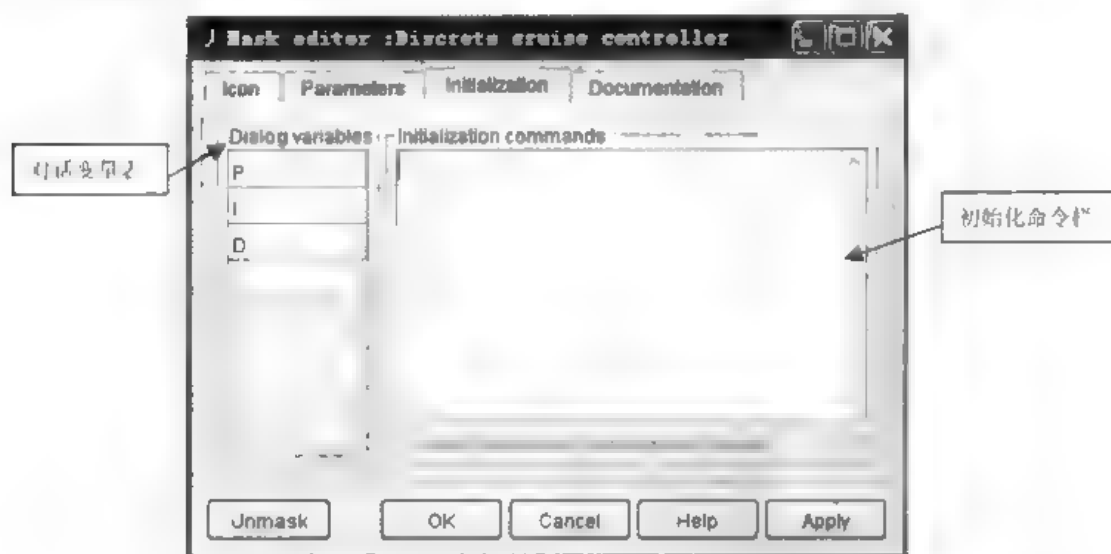 Mask editor :Discrete cruise controller
Icon Parameters Initialization Documentation
Dialog variables Initialization commands
P
I
D
初始化命令栏
Unmask OK Cancel Help Apply